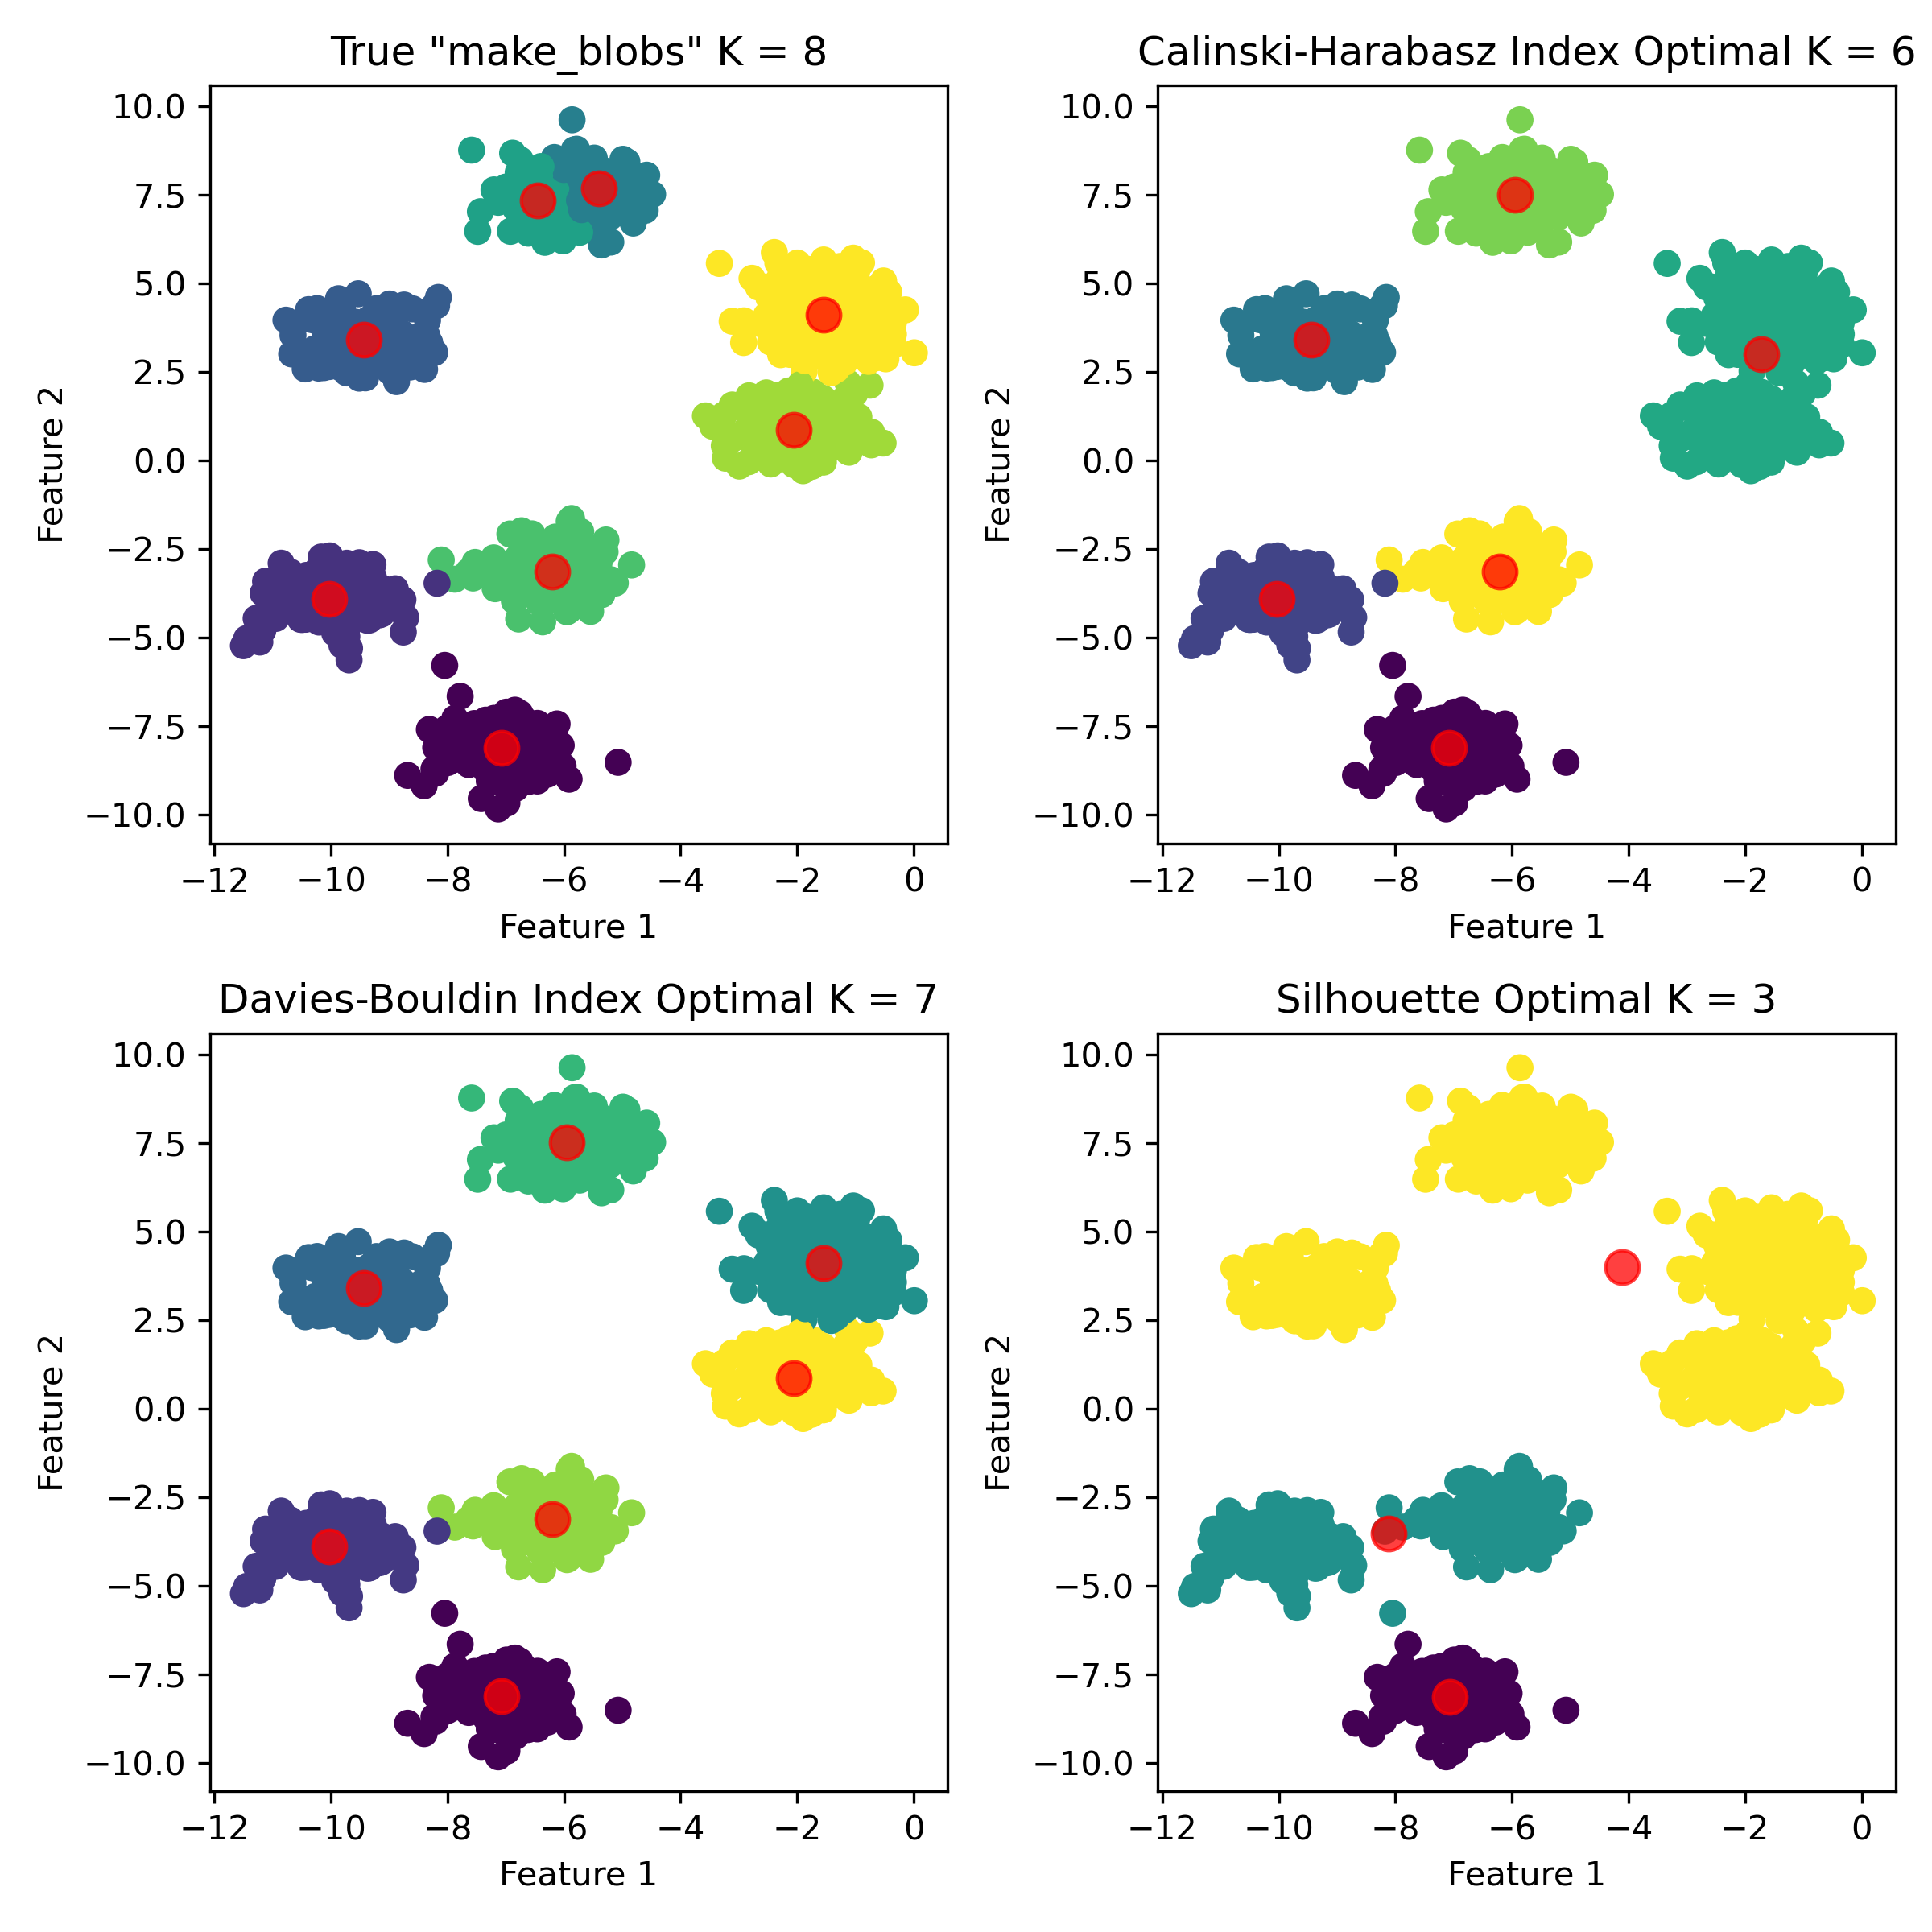 True "make_blobs" K = 8
10.0
7.5
5.0
2.5
0.0
−2.5
−5.0
−7.5
−10.0
Feature 2
−12 −10 −8 −6 −4 −2 0
Feature 1
Calinski-Harabasz Index Optimal K = 6
10.0
7.5
5.0
2.5
0.0
−2.5
−5.0
−7.5
−10.0
Feature 2
−12 −10 −8 −6 −4 −2 0
Feature 1
Davies-Bouldin Index Optimal K = 7
10.0
7.5
5.0
2.5
0.0
−2.5
−5.0
−7.5
−10.0
Feature 2
−12 −10 −8 −6 −4 −2 0
Feature 1
Silhouette Optimal K = 3
10.0
7.5
5.0
2.5
0.0
−2.5
−5.0
−7.5
−10.0
Feature 2
−12 −10 −8 −6 −4 −2 0
Feature 1